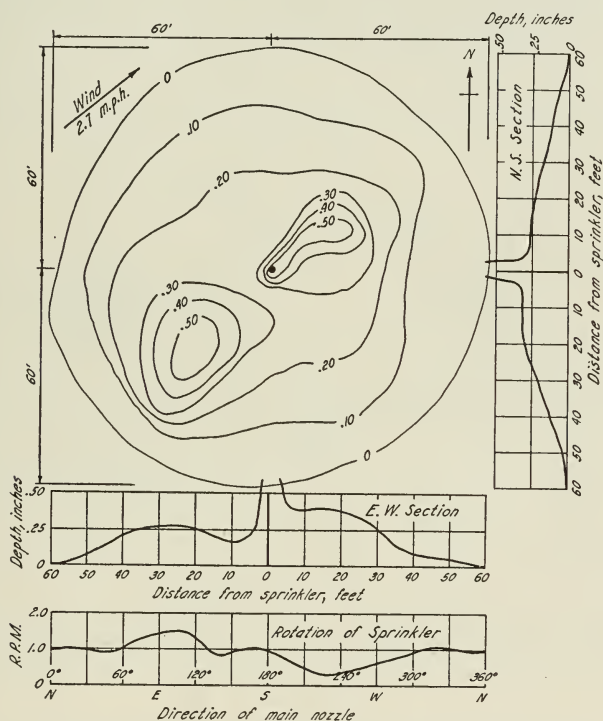 60' 60'
Depth, inches
.50 .25 0
N
Wind
2.7 m.p.h.
N.S. Section
60'
60'
0
.10
.20
.30
.40
.50
.30
.40
.50
.20
.10
0
60
50
40
30
20
10
0
10
20
30
40
50
60
Distance from sprinkler, feet
Depth, inches
.50
.25
0
E.W. Section
60 50 40 30 20 10 0 10 20 30 40 50 60
Distance from sprinkler, feet
R.P.M.
2.0
1.0
0
Rotation of Sprinkler
0° 60° 120° 180° 240° 300° 360°
N E S W N
Direction of main nozzle